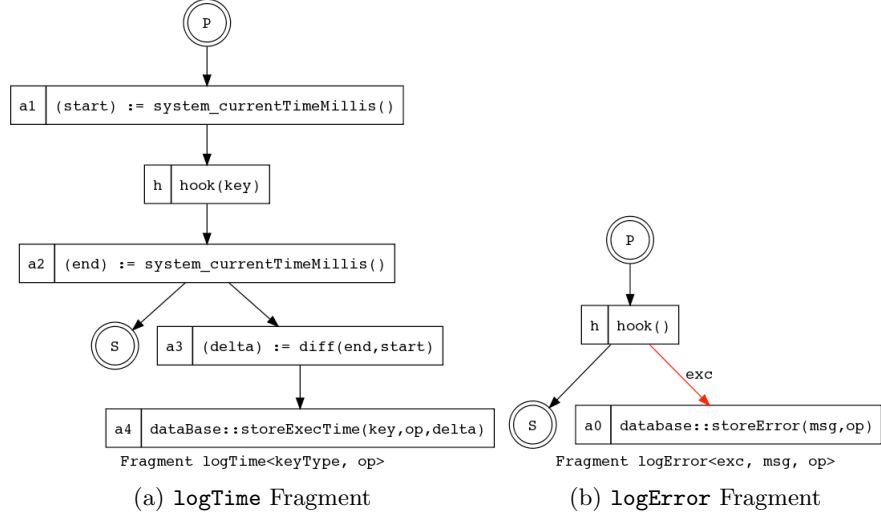 P
a1 (start) := system_currentTimeMillis()
h hook(key)
a2 (end) := system_currentTimeMillis()
S
a3 (delta) := diff(end,start)
a4 dataBase::storeExecTime(key,op,delta)
Fragment logTime<keyType, op>
(a) logTime Fragment
P
h hook()
exc
S
a0 database::storeError(msg,op)
Fragment logError<exc, msg, op>
(b) logError Fragment